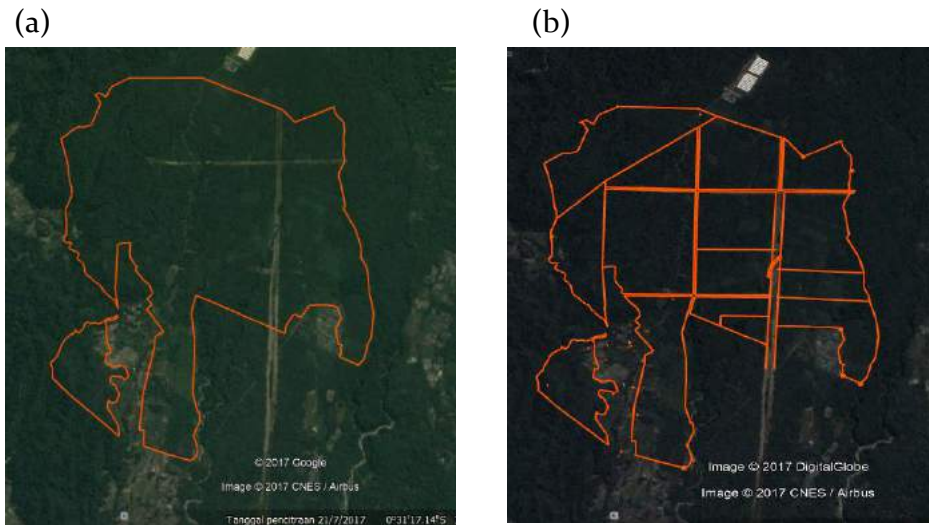 (a)
(b)
© 2017 Google
Image © 2017 CNES / Airbus
Tanggal pencitraan 21/7/2017 0°31'17.14"S
Image © 2017 DigitalGlobe
Image © 2017 CNES / Airbus